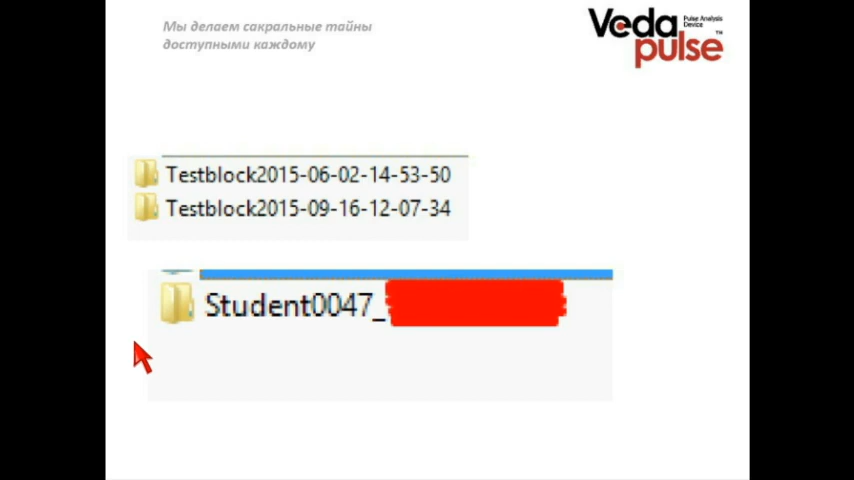 Мы делаем сакральные тайны
доступными каждому
Veda Pulse Analysis Device
pulse ™
Testblock2015-06-02-14-53-50
Testblock2015-09-16-12-07-34
Student0047_